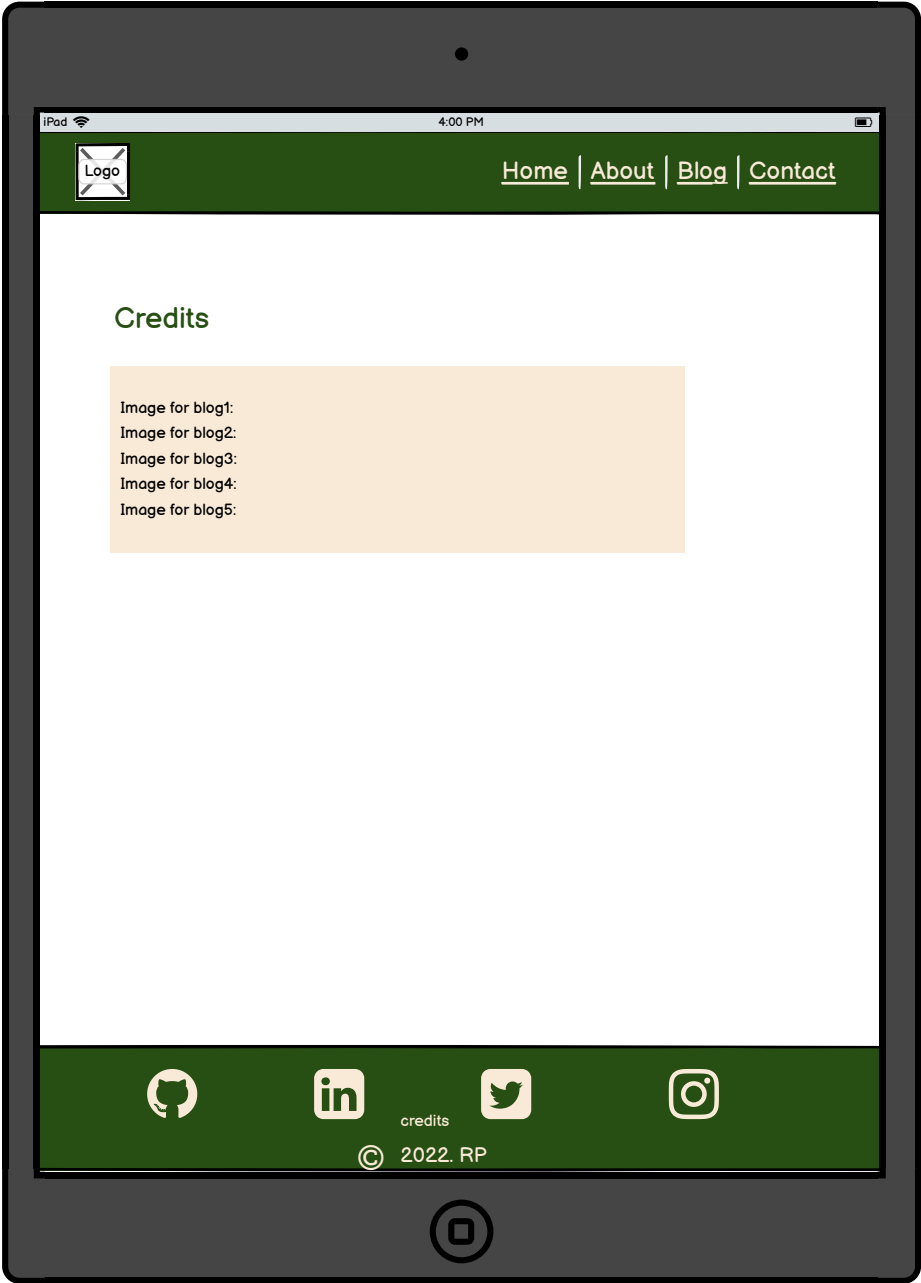 iPad 4:00 PM
Logo Home About Blog Contact
Credits
Image for blog1:
Image for blog2:
Image for blog3:
Image for blog4:
Image for blog5:
in
credits
© 2022. RP